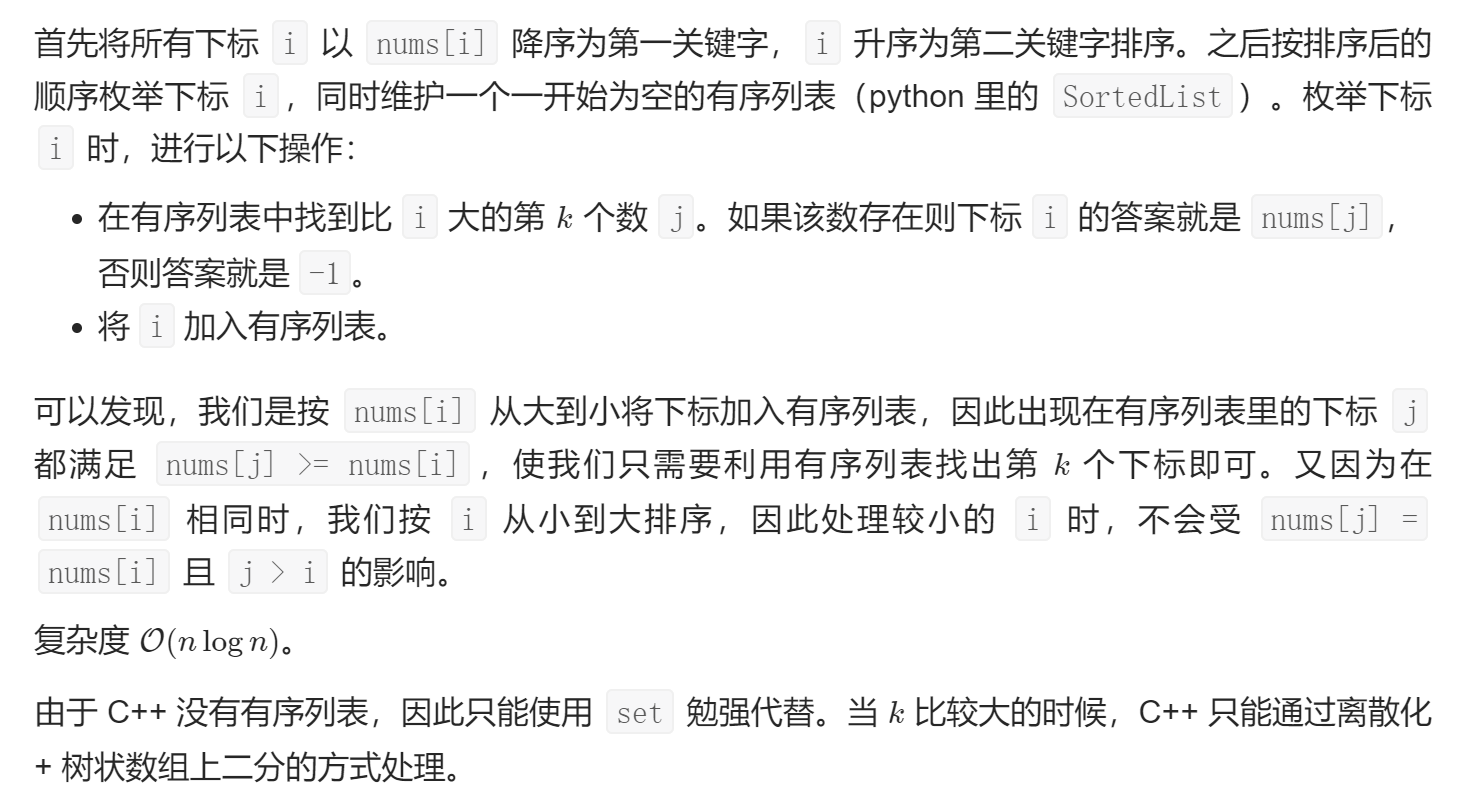 首先将所有下标 i 以 nums[i] 降序为第一关键字， i 升序为第二关键字排序。之后按排序后的
顺序枚举下标 i ，同时维护一个一开始为空的有序列表（python 里的 SortedList ）。枚举下标
i 时，进行以下操作：
• 在有序列表中找到比 i 大的第 k 个数 j 。如果该数存在则下标 i 的答案就是 nums[j] ，
否则答案就是 -1 。
• 将 i 加入有序列表。
可以发现，我们是按 nums[i] 从大到小将下标加入有序列表，因此出现在有序列表里的下标 j
都满足 nums[j] >= nums[i] ，使我们只需要利用有序列表找出第 k 个下标即可。又因为在
nums[i] 相同时，我们按 i 从小到大排序，因此处理较小的 i 时，不会受 nums[j] =
nums[i] 且 j > i 的影响。
复杂度 O(n log n)。
由于 C++ 没有有序列表，因此只能使用 set 勉强代替。当 k 比较大的时候，C++ 只能通过离散化
+ 树状数组上二分的方式处理。